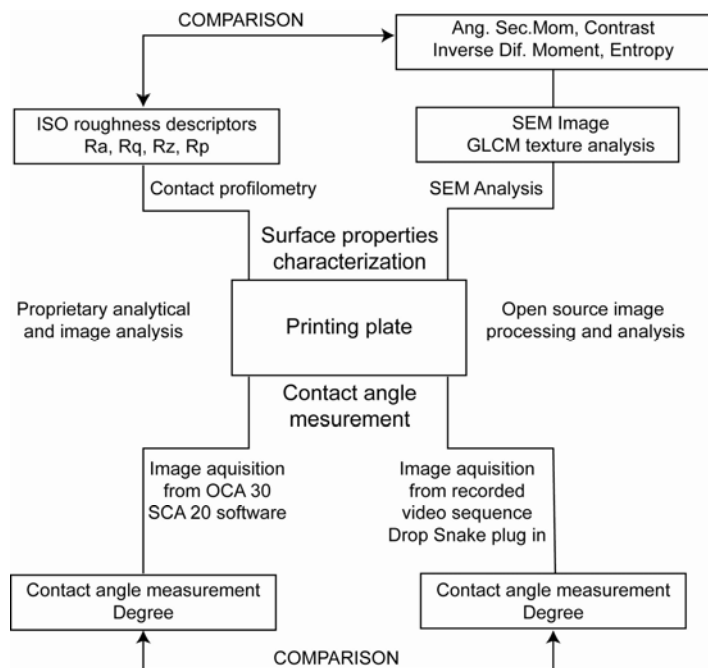 COMPARISON
Ang. Sec.Mom, Contrast
Inverse Dif. Moment, Entropy
ISO roughness descriptors
Ra, Rq, Rz, Rp
SEM Image
GLCM texture analysis
Contact profilometry
SEM Analysis
Surface properties
characterization
Proprietary analytical
and image analysis
Printing plate
Open source image
processing and analysis
Contact angle
mesurement
Image aquisition
from OCA 30
SCA 20 software
Image aquisition
from recorded
video sequence
Drop Snake plug in
Contact angle measurement
Degree
Contact angle measurement
Degree
COMPARISON